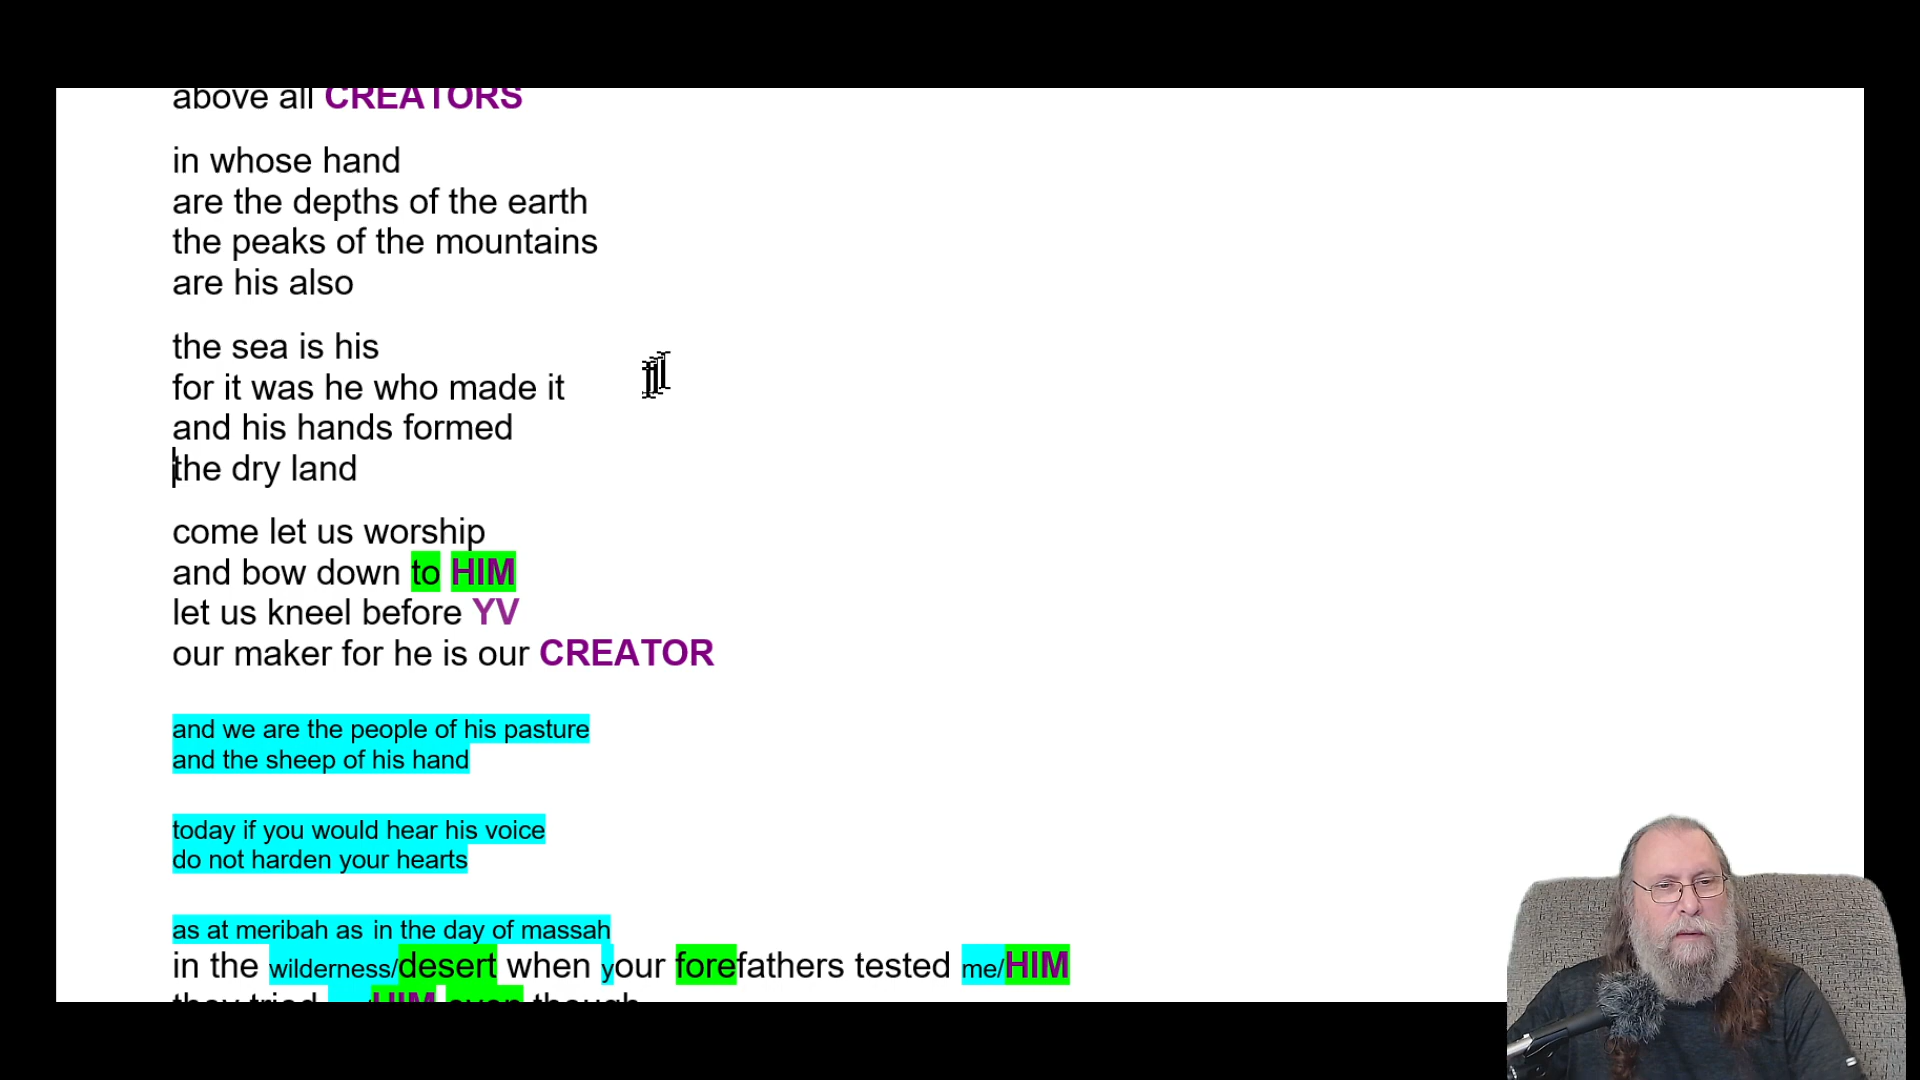 above all CREATORS
in whose hand
are the depths of the earth
the peaks of the mountains
are his also
the sea is his
for it was he who made it
and his hands formed
the dry land
come let us worship
and bow down to HIM
let us kneel before YV
our maker for he is our CREATOR
and we are the people of his pasture
and the sheep of his hand
today if you would hear his voice
do not harden your hearts
as at meribah as in the day of massah
in the wilderness/desert when your forefathers tested me/HIM
they tried HIM even though